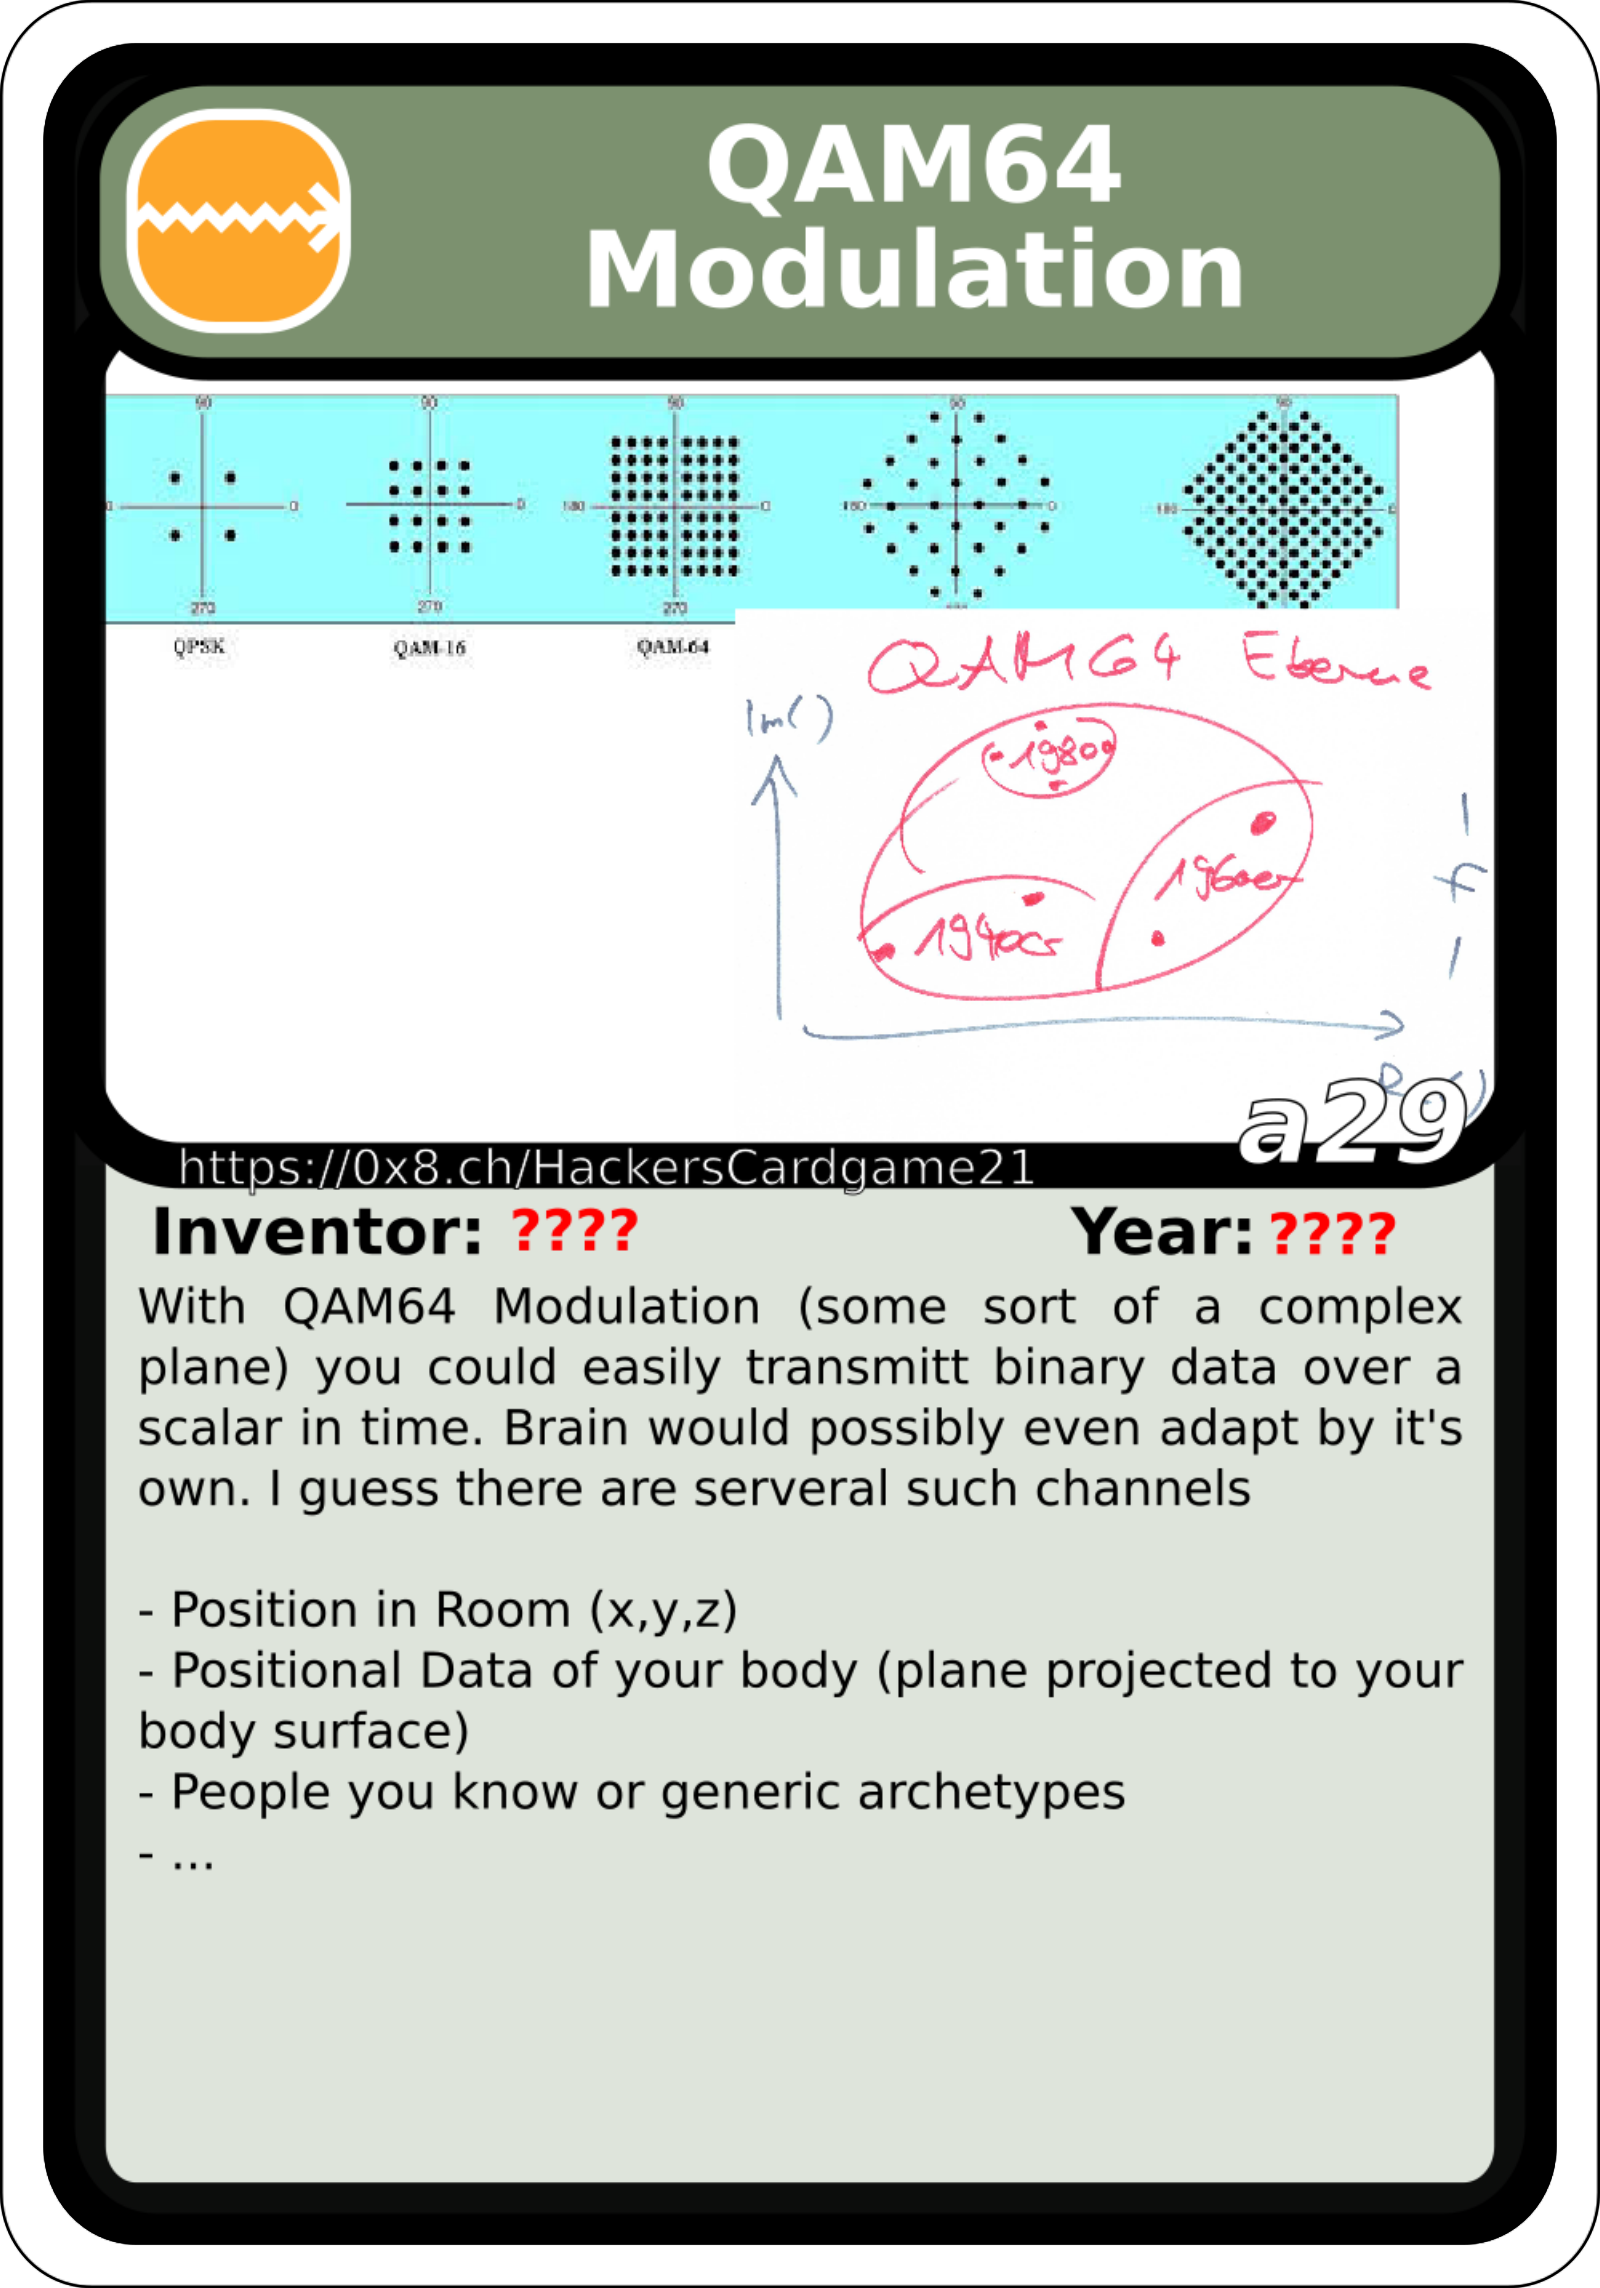 QAM64
Modulation
90 90 90 90 90
0 0 180 0 180 0 180
270 270 270
QPSK QAM-16 QAM-64
QAM64 Ebene
Im()
1980
1960er
1940er
a29
https://0x8.ch/HackersCardgame21
Inventor: ???? Year: ????
With QAM64 Modulation (some sort of a complex
plane) you could easily transmitt binary data over a
scalar in time. Brain would possibly even adapt by it's
own. I guess there are serveral such channels
- Position in Room (x,y,z)
- Positional Data of your body (plane projected to your
body surface)
- People you know or generic archetypes
- ...